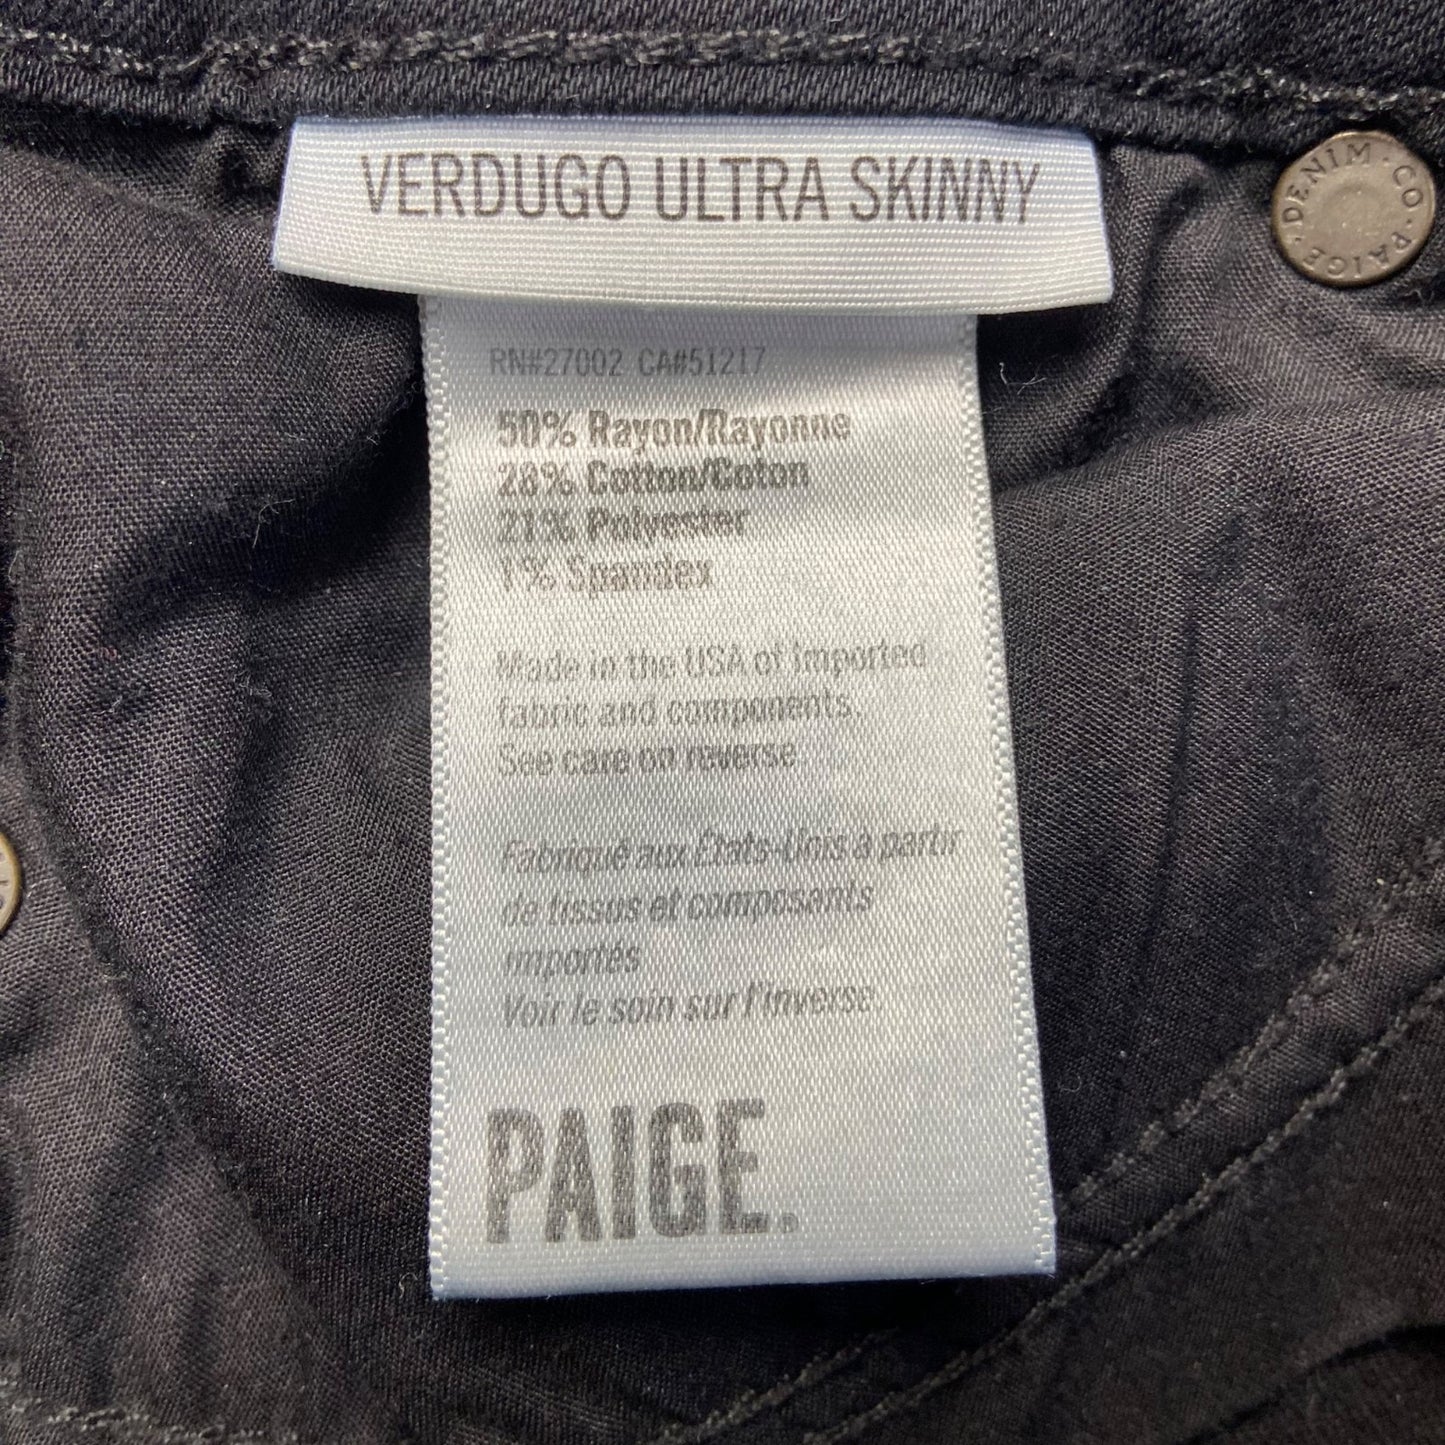 VERDUGO ULTRA SKINNY
DENIM · CO · PAIGE ·
RN#27002 CA#51217
50% Rayon/Rayonne
28% Cotton/Coton
21% Polyester
1% Spandex
Made in the USA of Imported
fabric and components.
See care on reverse
Fabriqué aux États-Unis à partir
de tissus et composants
importés
Voir le soin sur l'inverse
PAIGE.